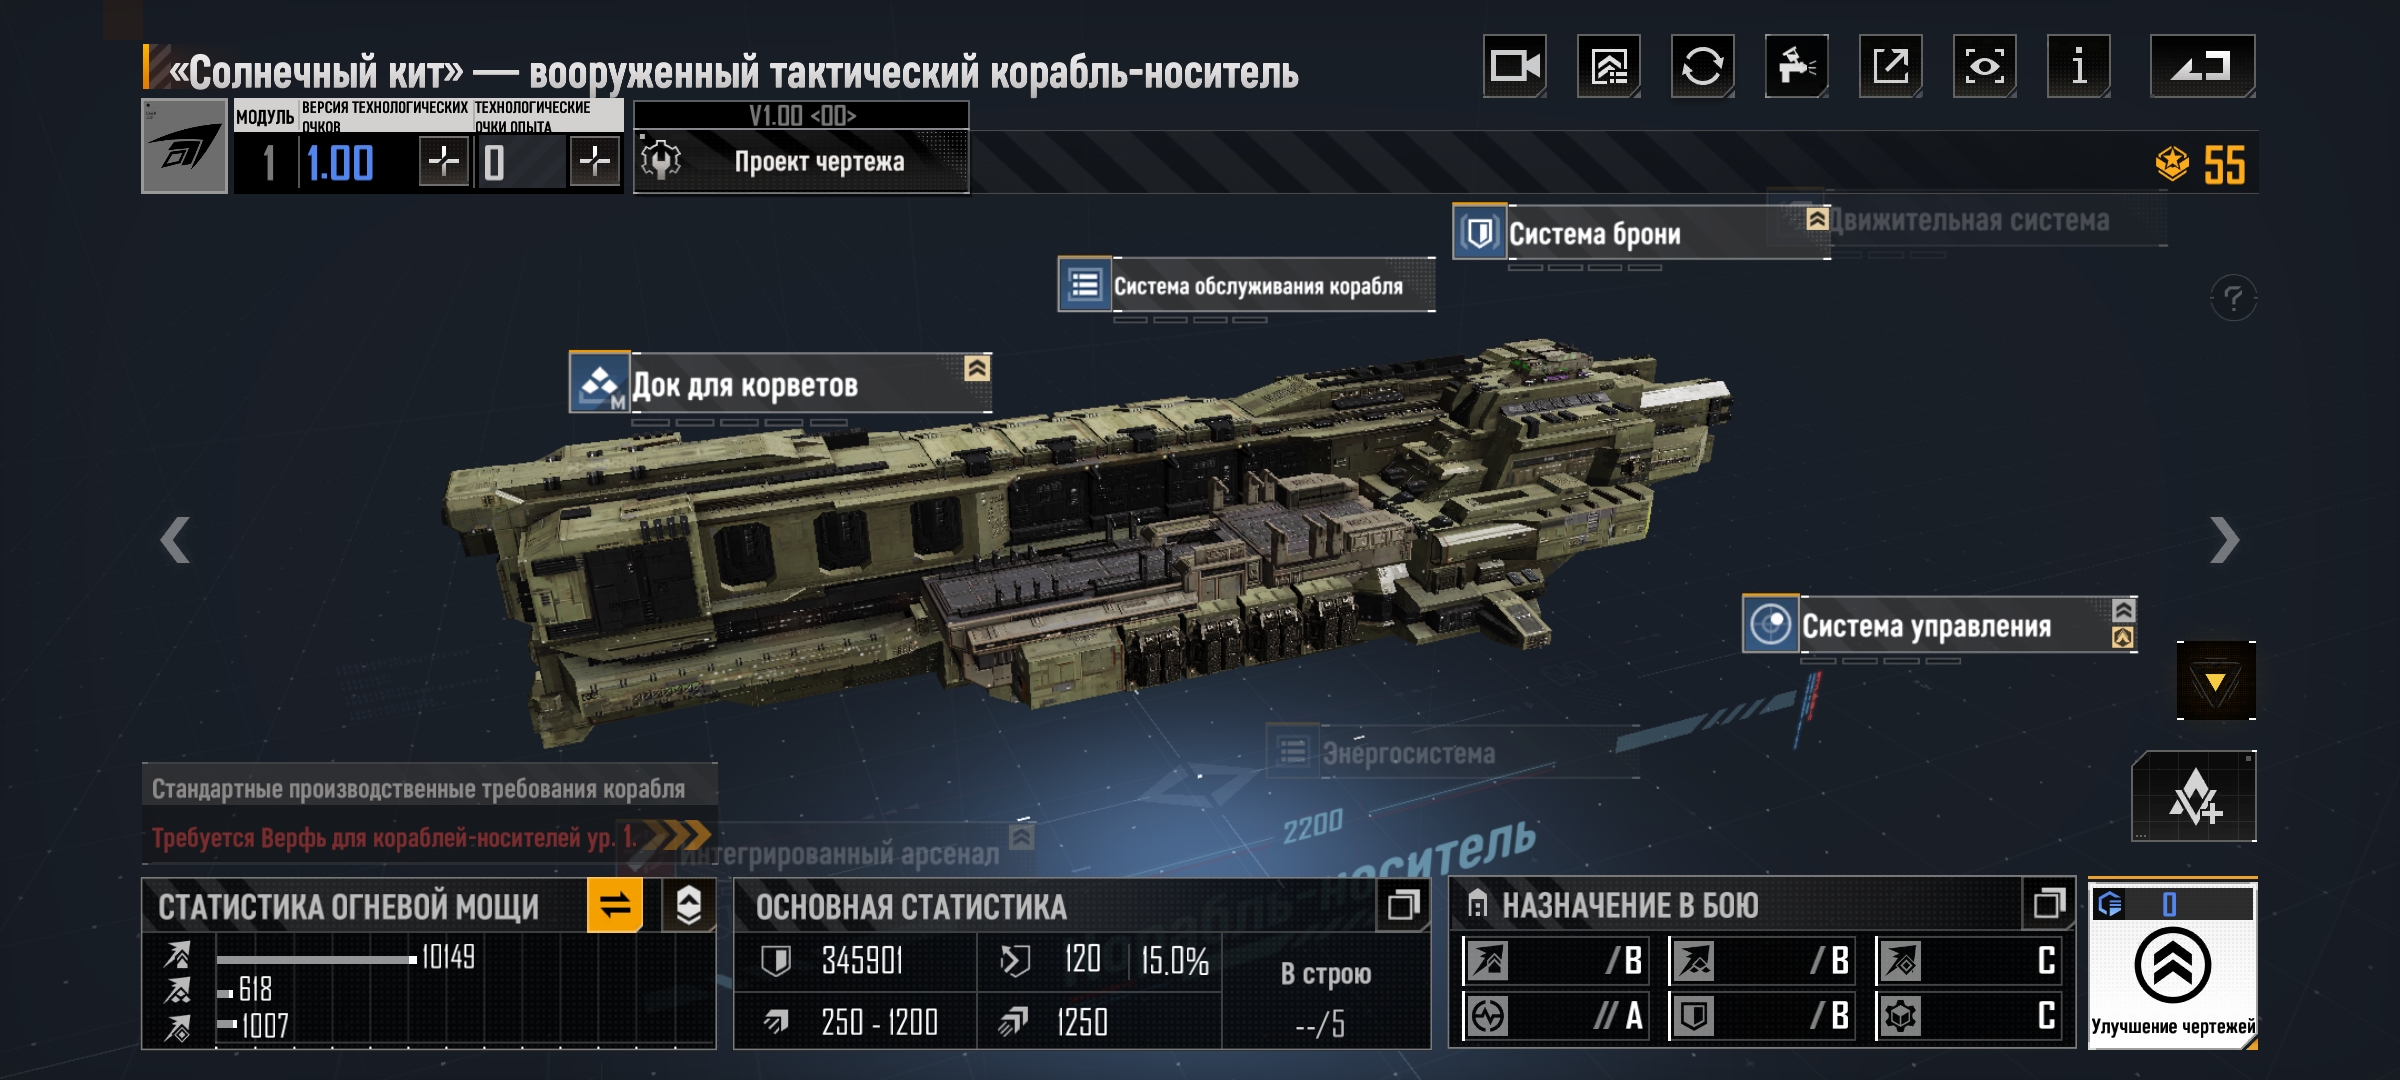 «Солнечный кит» — вооруженный тактический корабль-носитель
МОДУЛЬ
ВЕРСИЯ ТЕХНОЛОГИЧЕСКИХ ОЧКОВ
ТЕХНОЛОГИЧЕСКИЕ ОЧКИ ОПЫТА
1
1.00
0
V1.00 <00>
Проект чертежа
55
Движительная система
Система брони
Система обслуживания корабля
Док для корветов
M
Система управления
Энергосистема
Стандартные производственные требования корабля
Требуется Верфь для кораблей-носителей ур. 1.
Интегрированный арсенал
2200
Корабль-носитель
СТАТИСТИКА ОГНЕВОЙ МОЩИ
10149
618
1007
ОСНОВНАЯ СТАТИСТИКА
345901
120 15.0%
250 - 1200
1250
В строю
--/5
НАЗНАЧЕНИЕ В БОЮ
/B
/B
C
//A
/B
C
0
Улучшение чертежей